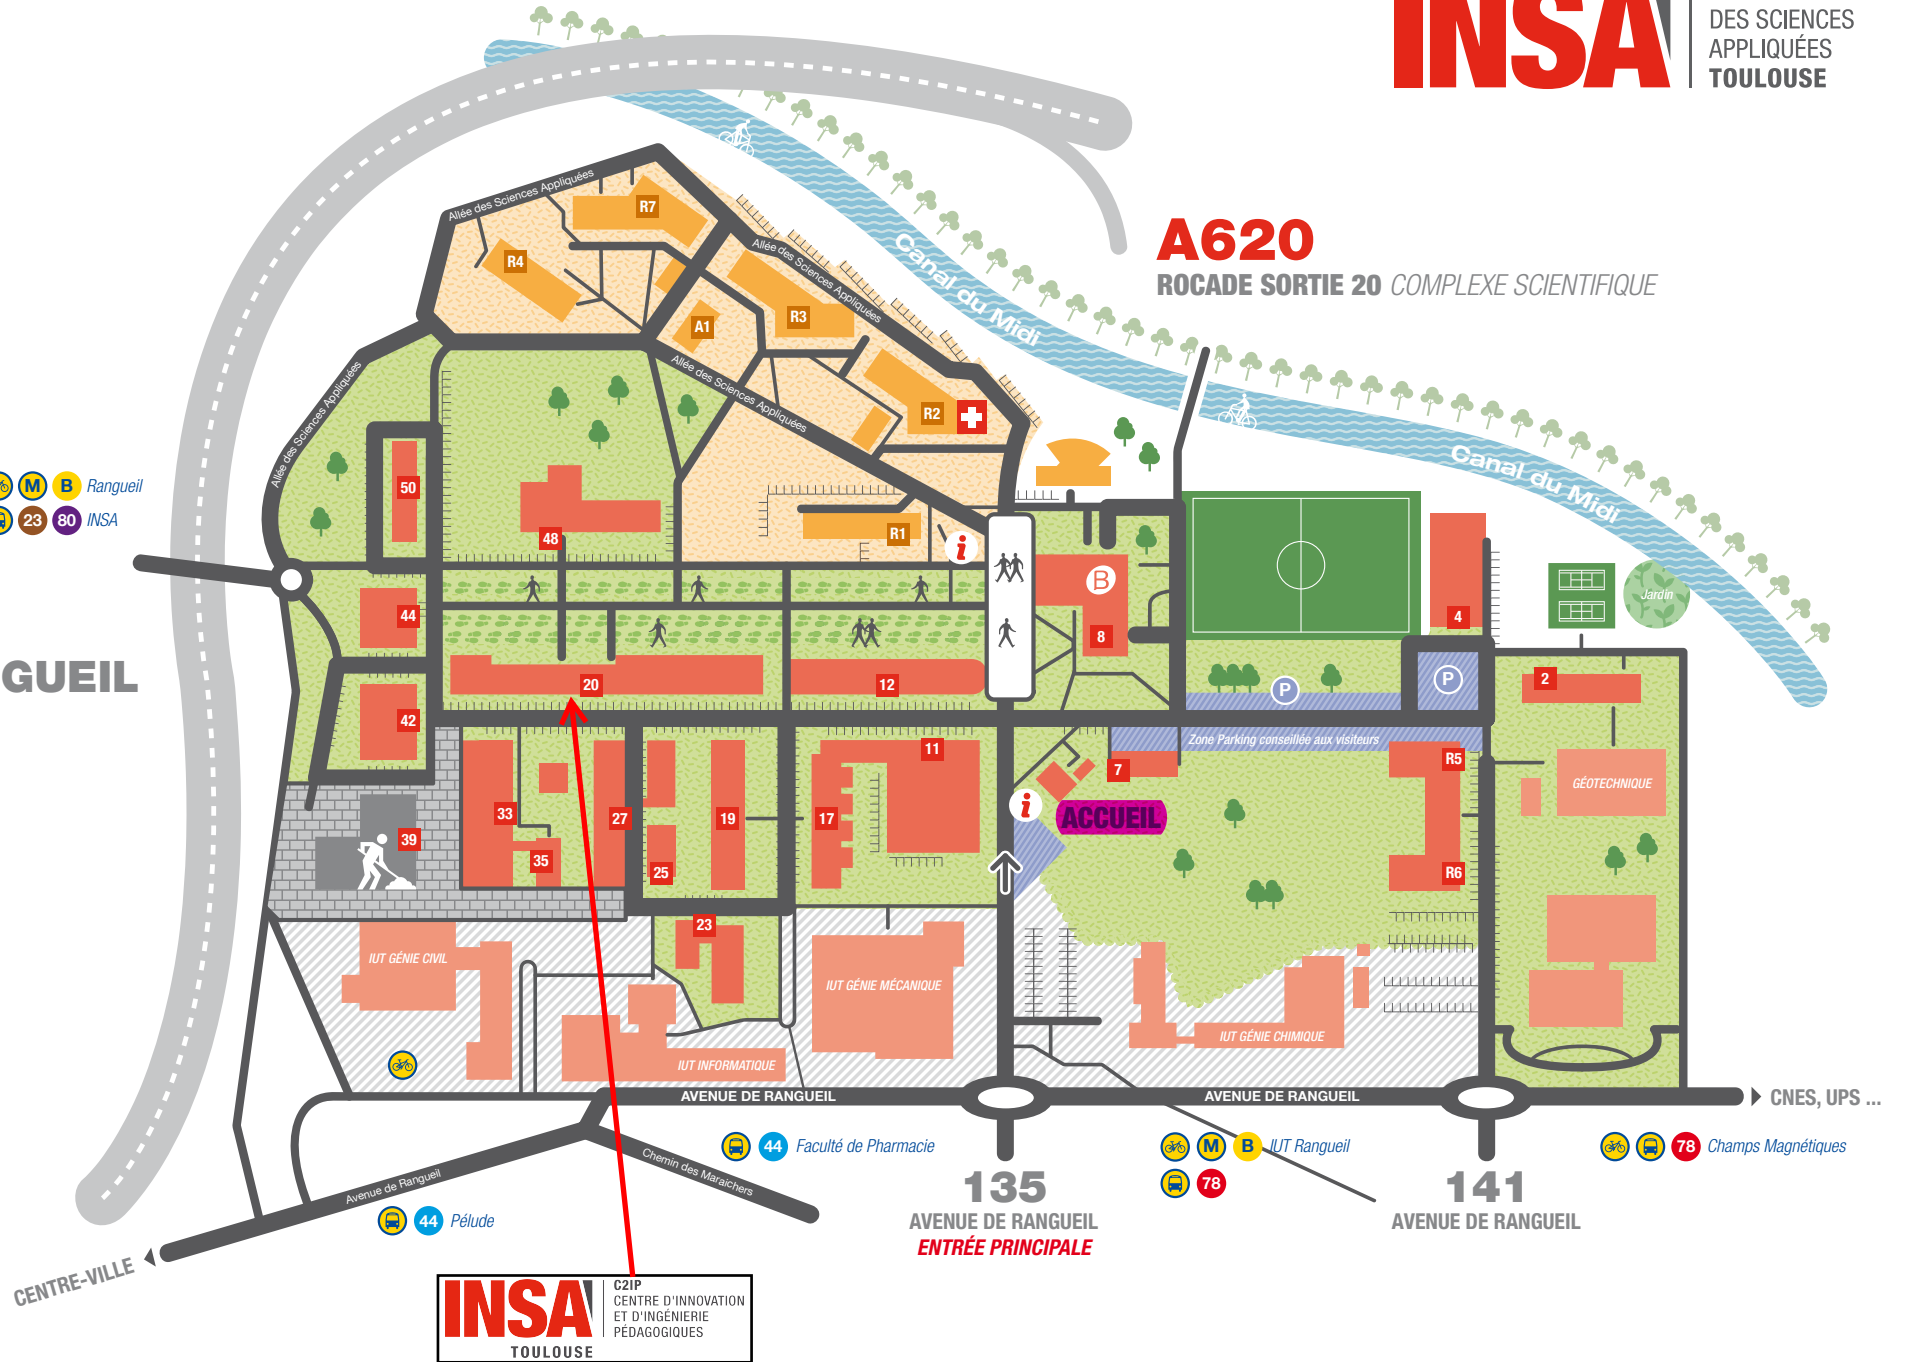 INSA
DES SCIENCES
APPLIQUÉES
TOULOUSE
A620
ROCADE SORTIE 20 COMPLEXE SCIENTIFIQUE
Canal du Midi
Canal du Midi
Allée des Sciences Appliquées
Allée des Sciences Appliquées
Allée des Sciences Appliquées
Allée des Sciences Appliquées
R7
R4
R3
A1
R2
R1
M B Rangueil
23 80 INSA
GUEIL
50
48
44
42
20
12
B
8
4
Jardin
P
P
2
Zone Parking conseillée aux visiteurs
7
i
i
ACCUEIL
R5
R6
GÉOTECHNIQUE
11
17
19
25
27
33
35
39
23
IUT GÉNIE CIVIL
IUT INFORMATIQUE
IUT GÉNIE MÉCANIQUE
IUT GÉNIE CHIMIQUE
AVENUE DE RANGUEIL
AVENUE DE RANGUEIL
CNES, UPS ...
44 Faculté de Pharmacie
M B IUT Rangueil
78
78 Champs Magnétiques
Chemin des Maraichers
Avenue de Rangueil
44 Pélude
CENTRE-VILLE
135
AVENUE DE RANGUEIL
ENTRÉE PRINCIPALE
141
AVENUE DE RANGUEIL
INSA
TOULOUSE
C2IP
CENTRE D'INNOVATION
ET D'INGÉNIERIE
PÉDAGOGIQUES